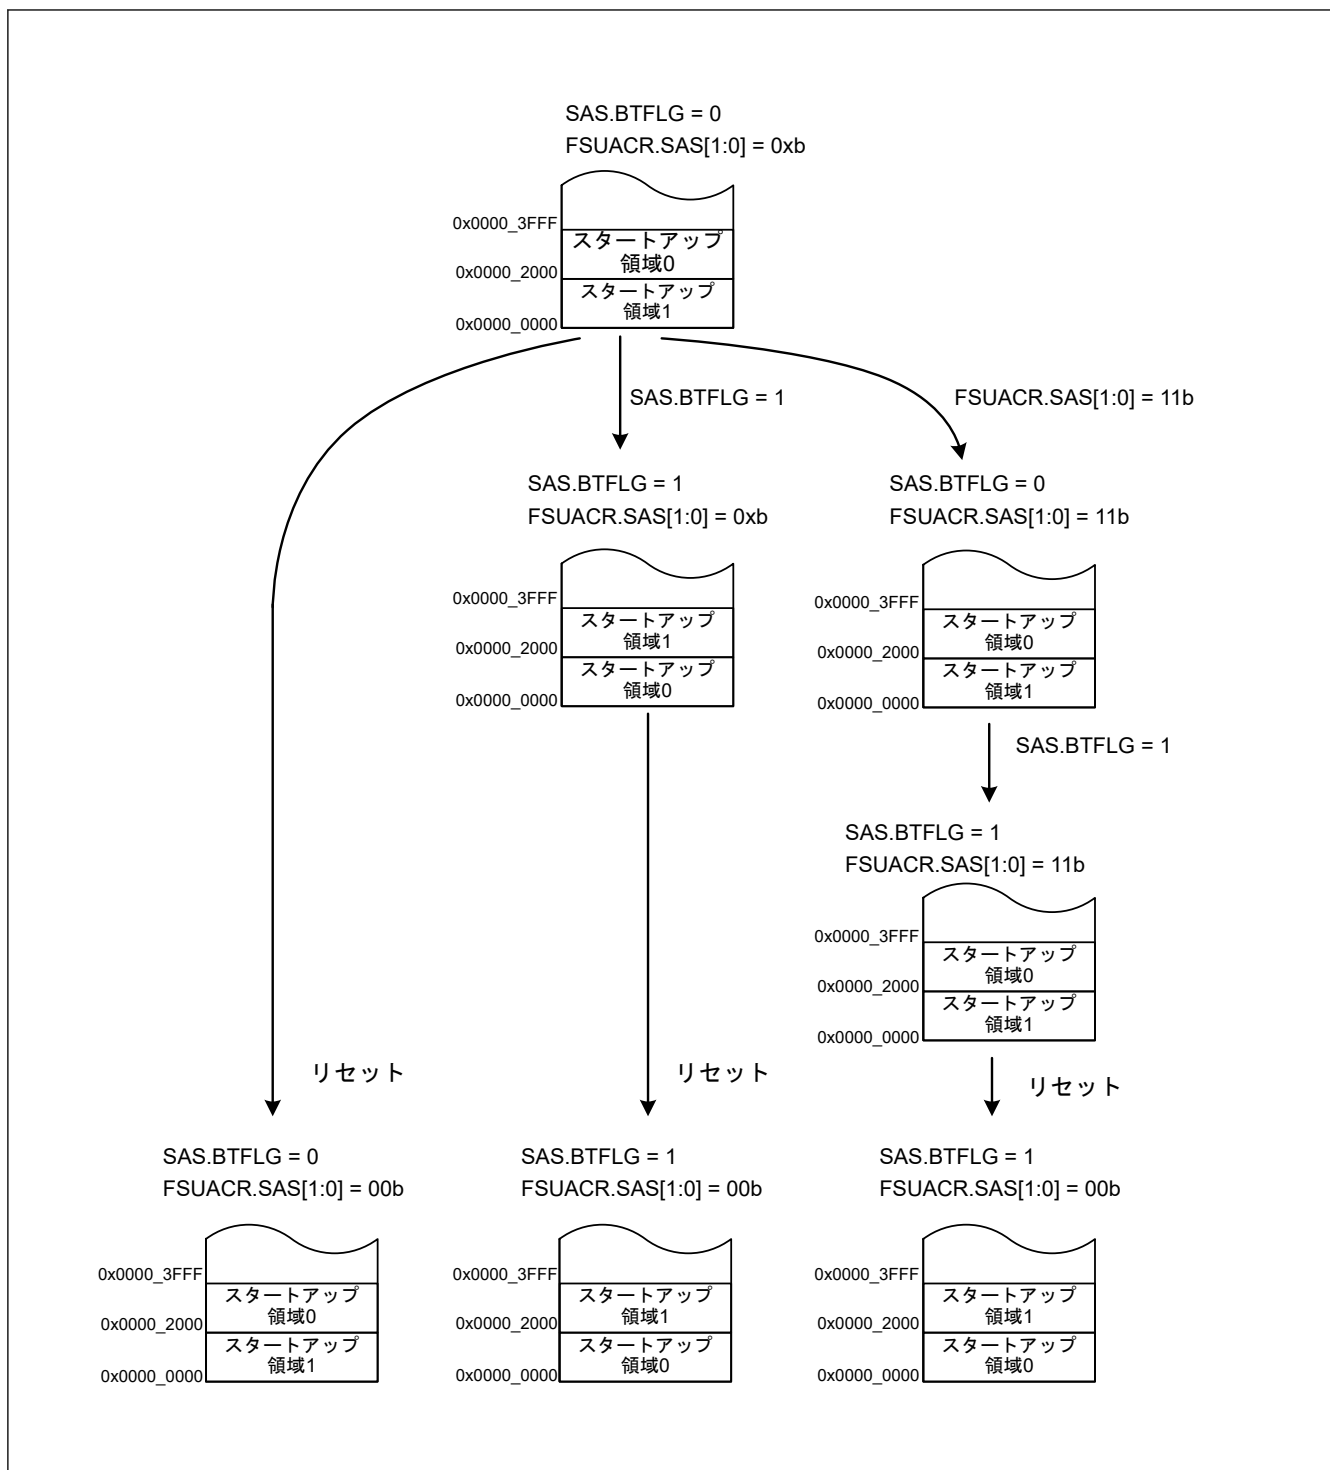 SAS.BTFLG = 0
FSUACR.SAS[1:0] = 0xb
0x0000_3FFF
スタートアップ
領域0
0x0000_2000
スタートアップ
領域1
0x0000_0000
SAS.BTFLG = 1
FSUACR.SAS[1:0] = 11b
SAS.BTFLG = 1
FSUACR.SAS[1:0] = 0xb
0x0000_3FFF
スタートアップ
領域1
0x0000_2000
スタートアップ
領域0
0x0000_0000
SAS.BTFLG = 0
FSUACR.SAS[1:0] = 11b
0x0000_3FFF
スタートアップ
領域0
0x0000_2000
スタートアップ
領域1
0x0000_0000
SAS.BTFLG = 1
SAS.BTFLG = 1
FSUACR.SAS[1:0] = 11b
0x0000_3FFF
スタートアップ
領域0
0x0000_2000
スタートアップ
領域1
0x0000_0000
リセット
リセット
リセット
SAS.BTFLG = 0
FSUACR.SAS[1:0] = 00b
0x0000_3FFF
スタートアップ
領域0
0x0000_2000
スタートアップ
領域1
0x0000_0000
SAS.BTFLG = 1
FSUACR.SAS[1:0] = 00b
0x0000_3FFF
スタートアップ
領域1
0x0000_2000
スタートアップ
領域0
0x0000_0000
SAS.BTFLG = 1
FSUACR.SAS[1:0] = 00b
0x0000_3FFF
スタートアップ
領域1
0x0000_2000
スタートアップ
領域0
0x0000_0000